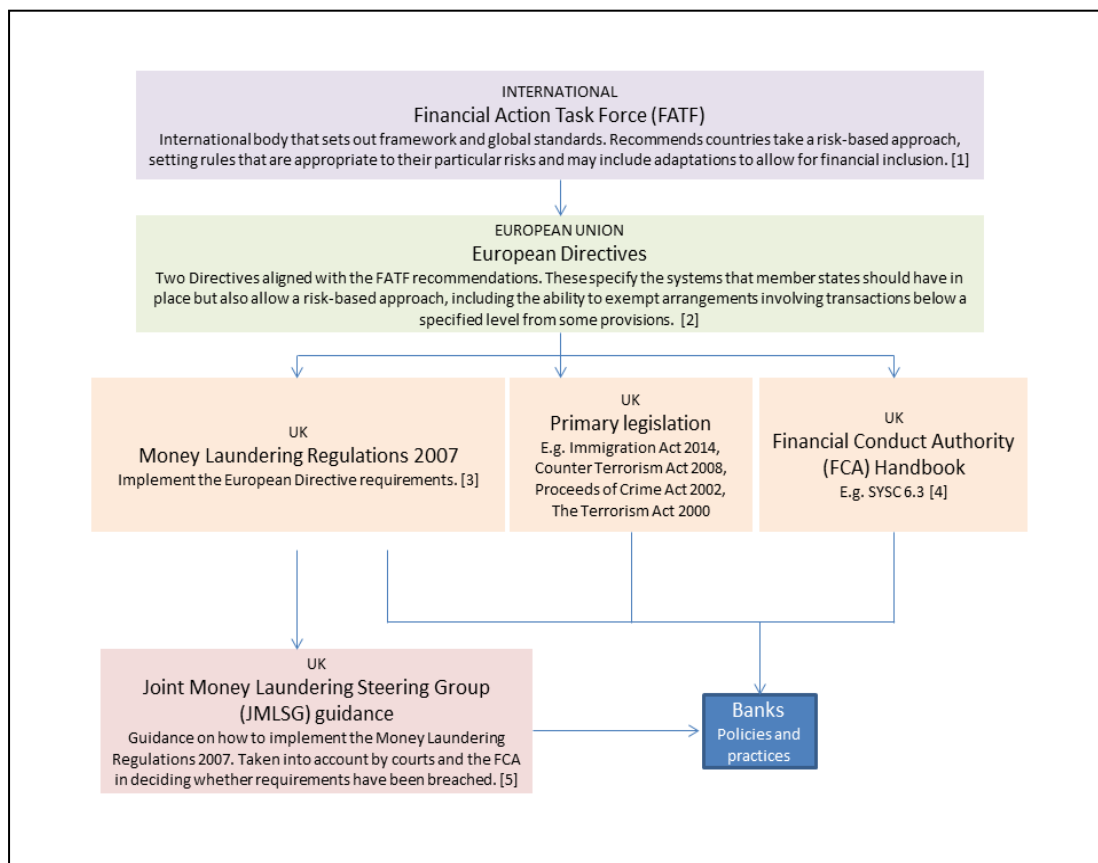 INTERNATIONAL
Financial Action Task Force (FATF)
International body that sets out framework and global standards. Recommends countries take a risk-based approach,
setting rules that are appropriate to their particular risks and may include adaptations to allow for financial inclusion. [1]
EUROPEAN UNION
European Directives
Two Directives aligned with the FATF recommendations. These specify the systems that member states should have in
place but also allow a risk-based approach, including the ability to exempt arrangements involving transactions below a
specified level from some provisions. [2]
UK
Money Laundering Regulations 2007
Implement the European Directive requirements. [3]
UK
Primary legislation
E.g. Immigration Act 2014,
Counter Terrorism Act 2008,
Proceeds of Crime Act 2002,
The Terrorism Act 2000
UK
Financial Conduct Authority
(FCA) Handbook
E.g. SYSC 6.3 [4]
UK
Joint Money Laundering Steering Group
(JMLSG) guidance
Guidance on how to implement the Money Laundering
Regulations 2007. Taken into account by courts and the FCA
in deciding whether requirements have been breached. [5]
Banks
Policies and
practices